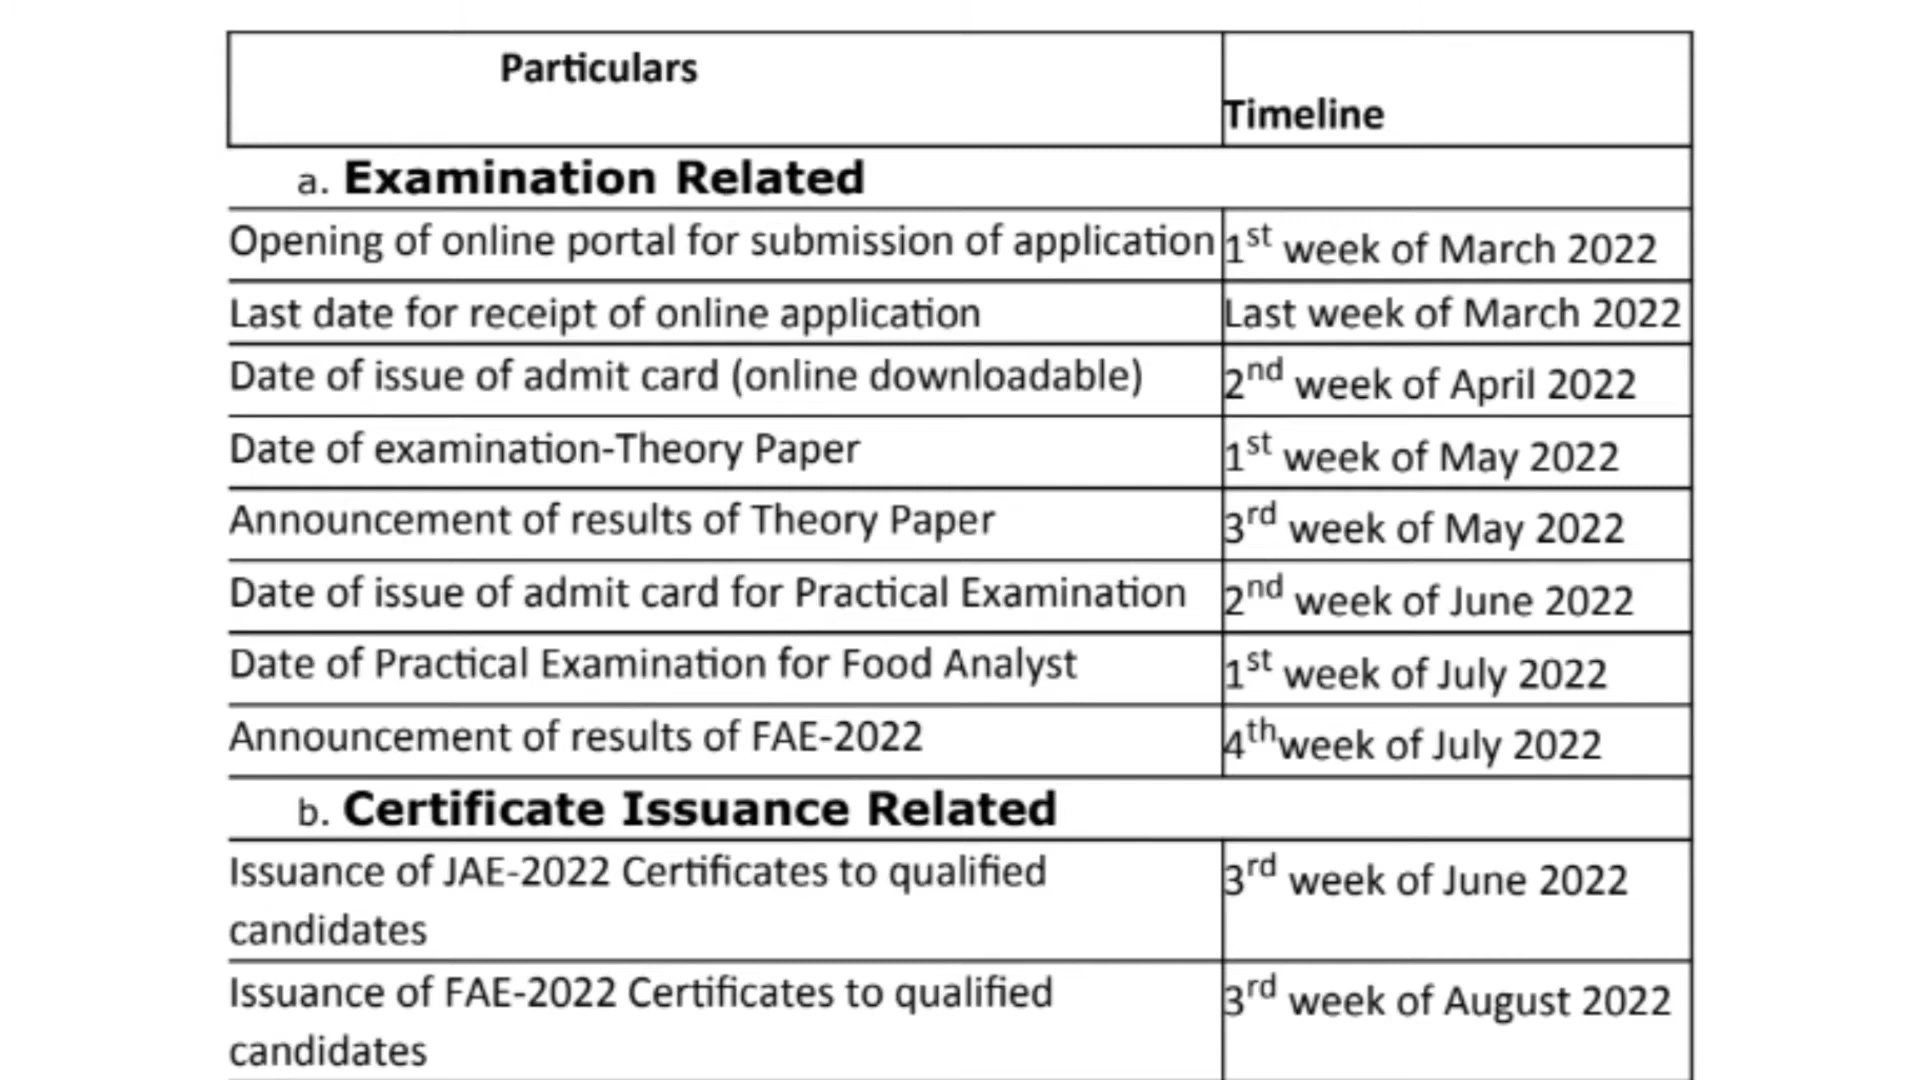 Particulars
Timeline
a. Examination Related
Opening of online portal for submission of application 1st week of March 2022
Last date for receipt of online application Last week of March 2022
Date of issue of admit card (online downloadable) 2nd week of April 2022
Date of examination-Theory Paper 1st week of May 2022
Announcement of results of Theory Paper 3rd week of May 2022
Date of issue of admit card for Practical Examination 2nd week of June 2022
Date of Practical Examination for Food Analyst 1st week of July 2022
Announcement of results of FAE-2022 4thweek of July 2022
b. Certificate Issuance Related
Issuance of JAE-2022 Certificates to qualified 3rd week of June 2022
candidates
Issuance of FAE-2022 Certificates to qualified 3rd week of August 2022
candidates